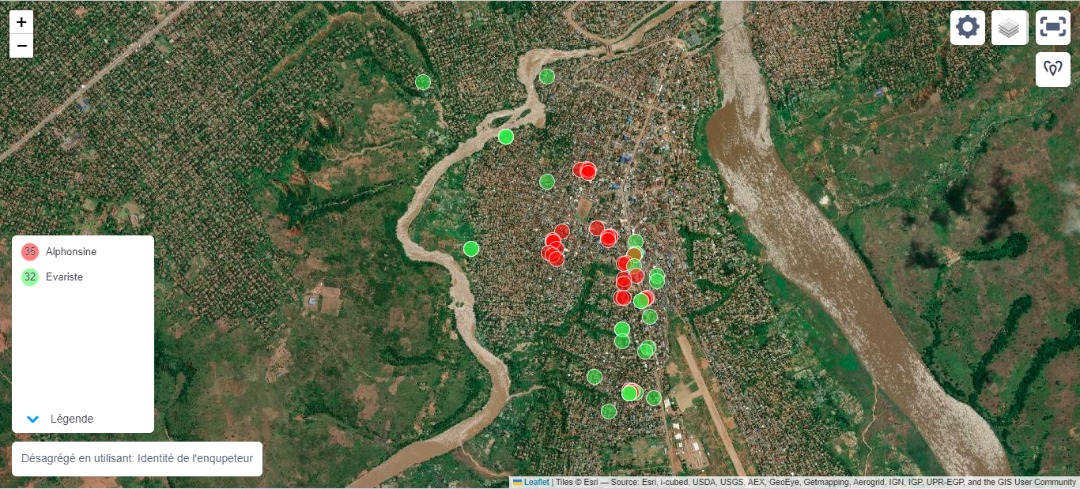 +
−
35 Alphonsine
32 Evariste
Légende
Désagrégé en utilisant: Identité de l'enqupeteur
Leaflet | Tiles © Esri — Source: Esri, i-cubed, USDA, USGS, AEX, GeoEye, Getmapping, Aerogrid, IGN, IGP, UPR-EGP, and the GIS User Community